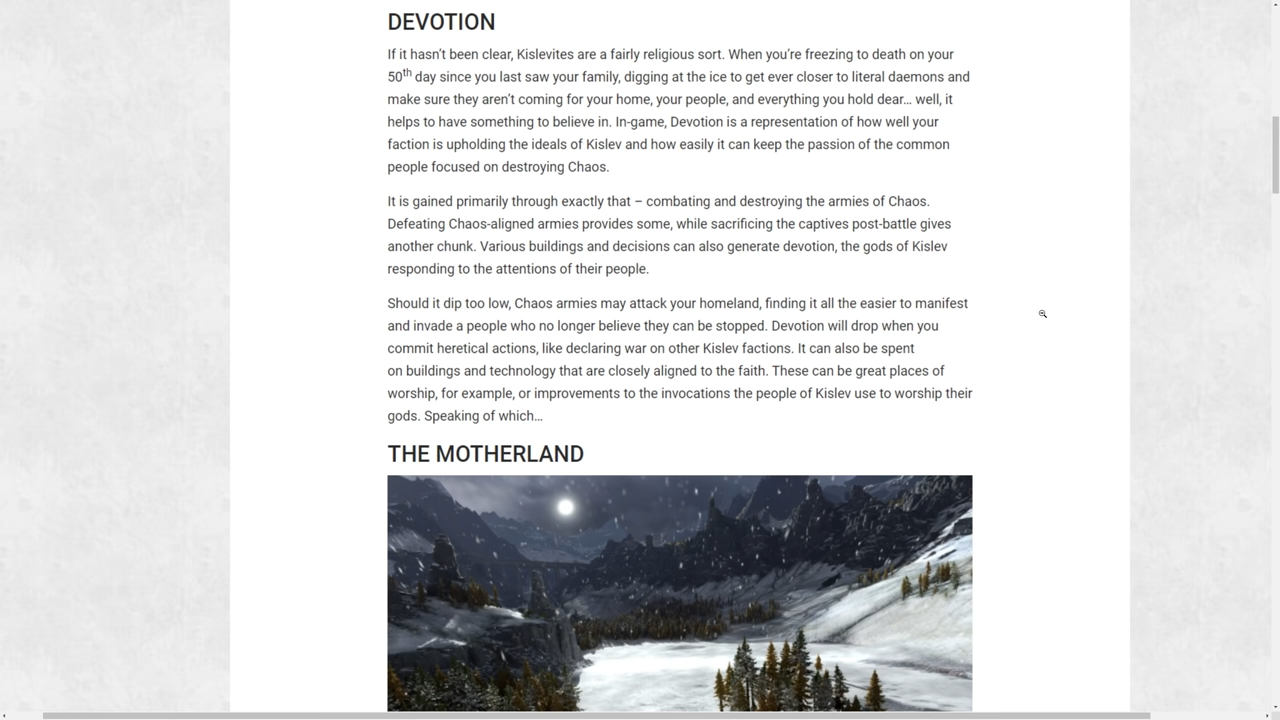 DEVOTION
If it hasn’t been clear, Kislevites are a fairly religious sort. When you’re freezing to death on your
50th day since you last saw your family, digging at the ice to get ever closer to literal daemons and
make sure they aren’t coming for your home, your people, and everything you hold dear… well, it
helps to have something to believe in. In-game, Devotion is a representation of how well your
faction is upholding the ideals of Kislev and how easily it can keep the passion of the common
people focused on destroying Chaos.
It is gained primarily through exactly that – combating and destroying the armies of Chaos.
Defeating Chaos-aligned armies provides some, while sacrificing the captives post-battle gives
another chunk. Various buildings and decisions can also generate devotion, the gods of Kislev
responding to the attentions of their people.
Should it dip too low, Chaos armies may attack your homeland, finding it all the easier to manifest
and invade a people who no longer believe they can be stopped. Devotion will drop when you
commit heretical actions, like declaring war on other Kislev factions. It can also be spent
on buildings and technology that are closely aligned to the faith. These can be great places of
worship, for example, or improvements to the invocations the people of Kislev use to worship their
gods. Speaking of which…
THE MOTHERLAND